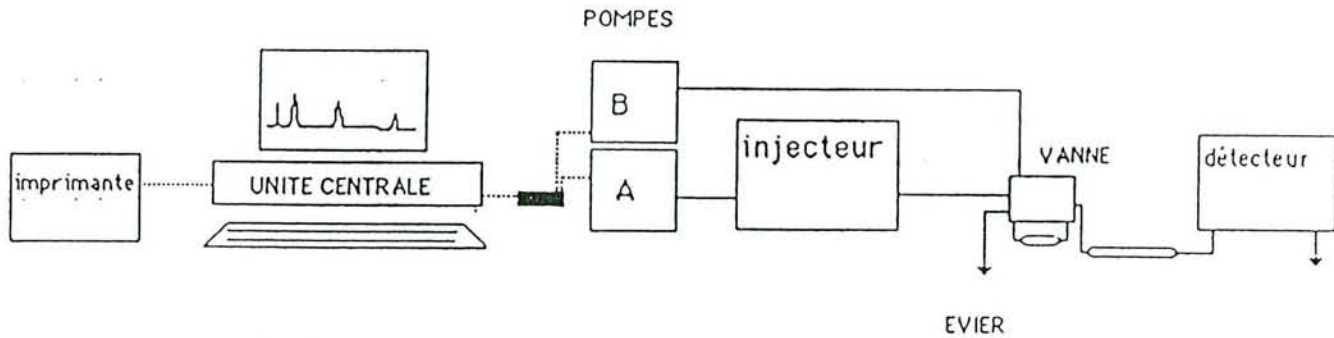 POMPES
B
injecteur
VANNE
détecteur
imprimante
UNITE CENTRALE
A
EVIER